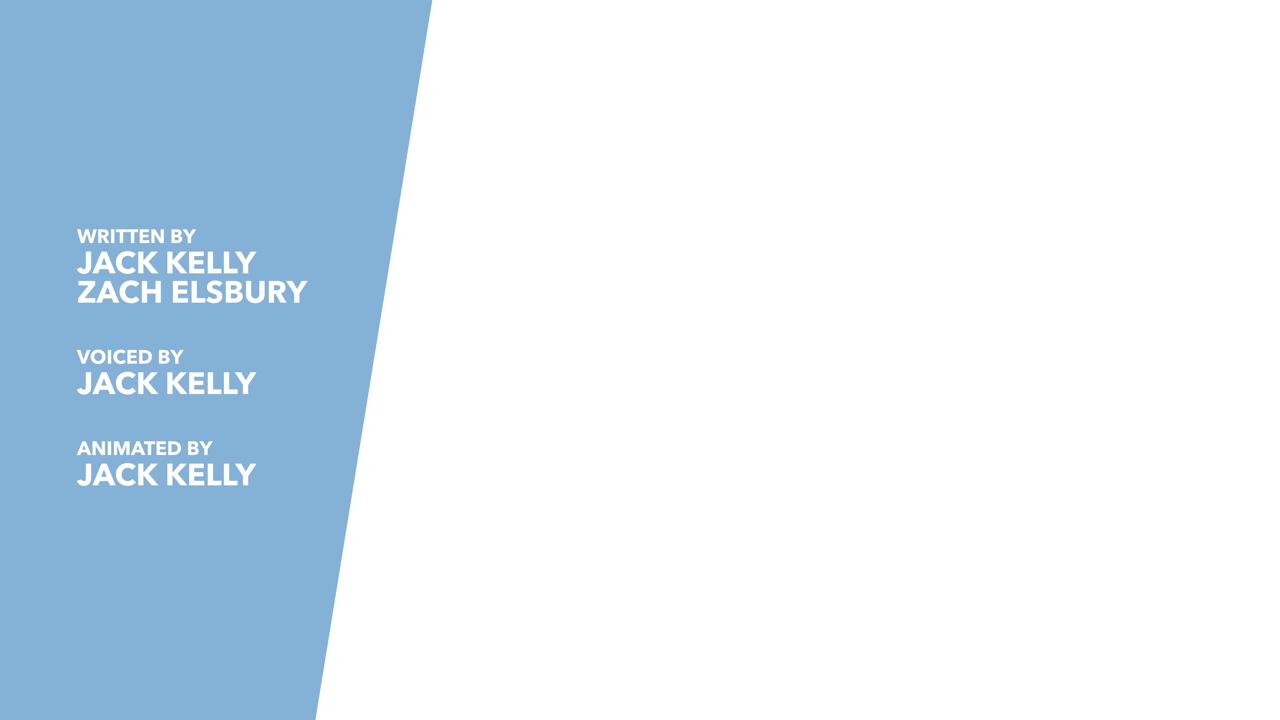 WRITTEN BY
JACK KELLY
ZACH ELSBURY
VOICED BY
JACK KELLY
ANIMATED BY
JACK KELLY